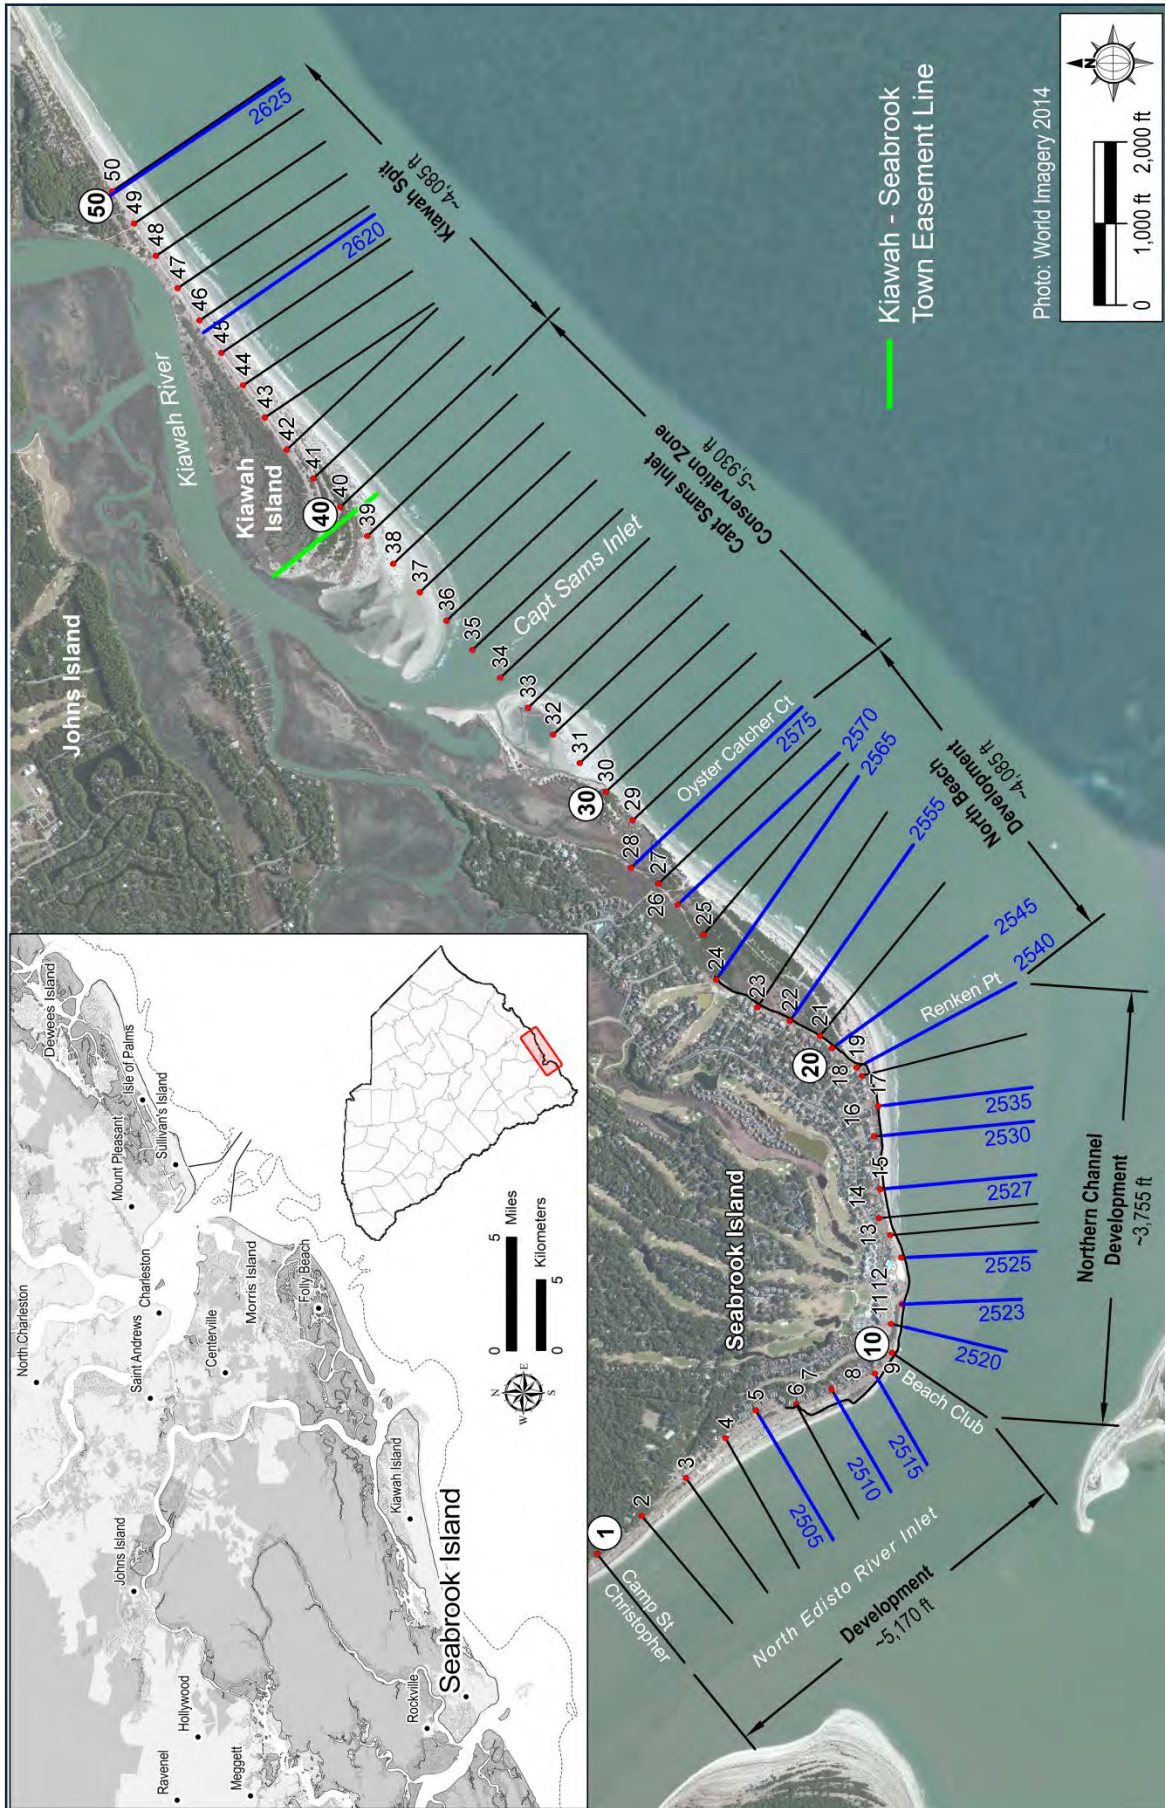 North Charleston
Dewees Island
Mount Pleasant
Isle of Palms
Sullivan's Island
Saint Andrews
Charleston
Ravenel
Hollywood
Johns Island
Centerville
Morris Island
Folly Beach
Meggett
Kiawah Island
Rockville
Seabrook Island
N
W
E
S
0
5
Miles
0
5
Kilometers
Johns Island
Kiawah River
Kiawah
Island
Seabrook Island
Capt Sams Inlet
Oyster Catcher Ct
Renken Pt
Beach Club
Camp St
Christopher
North Edisto River Inlet
1
2
3
4
5
6
7
8
9
10
11
12
13
14
15
16
17
18
19
20
21
22
23
24
25
26
27
28
29
30
30
31
32
33
34
35
36
37
38
39
40
40
41
42
43
44
45
46
47
48
49
50
50
2505
2510
2515
2520
2523
2525
2527
2530
2535
2540
2545
2555
2565
2570
2575
2620
2625
Development
~5,170 ft
Northern Channel
Development
~3,755 ft
North Beach
Development
~4,085 ft
Capt Sams Inlet
Conservation Zone
~5,930 ft
Kiawah Spit
~4,085 ft
Kiawah - Seabrook
Town Easement Line
Photo: World Imagery 2014
N
0
1,000 ft
2,000 ft